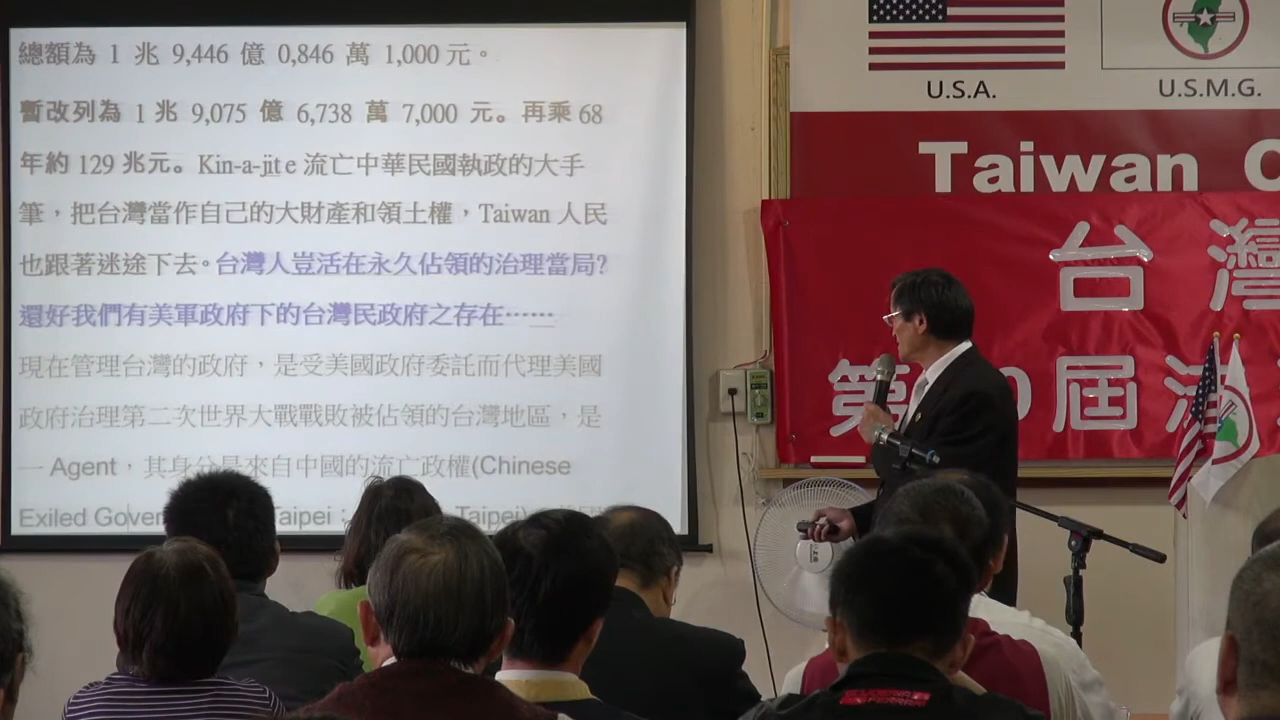 總額為 1 兆 9,446 億 0,846 萬 1,000 元。
暫改列為 1 兆 9,075 億 6,738 萬 7,000 元。再乘 68
年約 129 兆元。Kin-a-jit e 流亡中華民國執政的大手
筆，把台灣當作自己的大財產和領土權，Taiwan 人民
也跟著迷途下去。台灣人豈活在永久佔領的治理當局?
還好我們有美軍政府下的台灣民政府之存在……
現在管理台灣的政府，是受美國政府委託而代理美國
政府治理第二次世界大戰戰敗被佔領的台灣地區，是
一 Agent，其身分是來自中國的流亡政權(Chinese
Exiled Taipei；Taipei)
U.S.A.
U.S.M.G.
Taiwan
台灣
第 屆